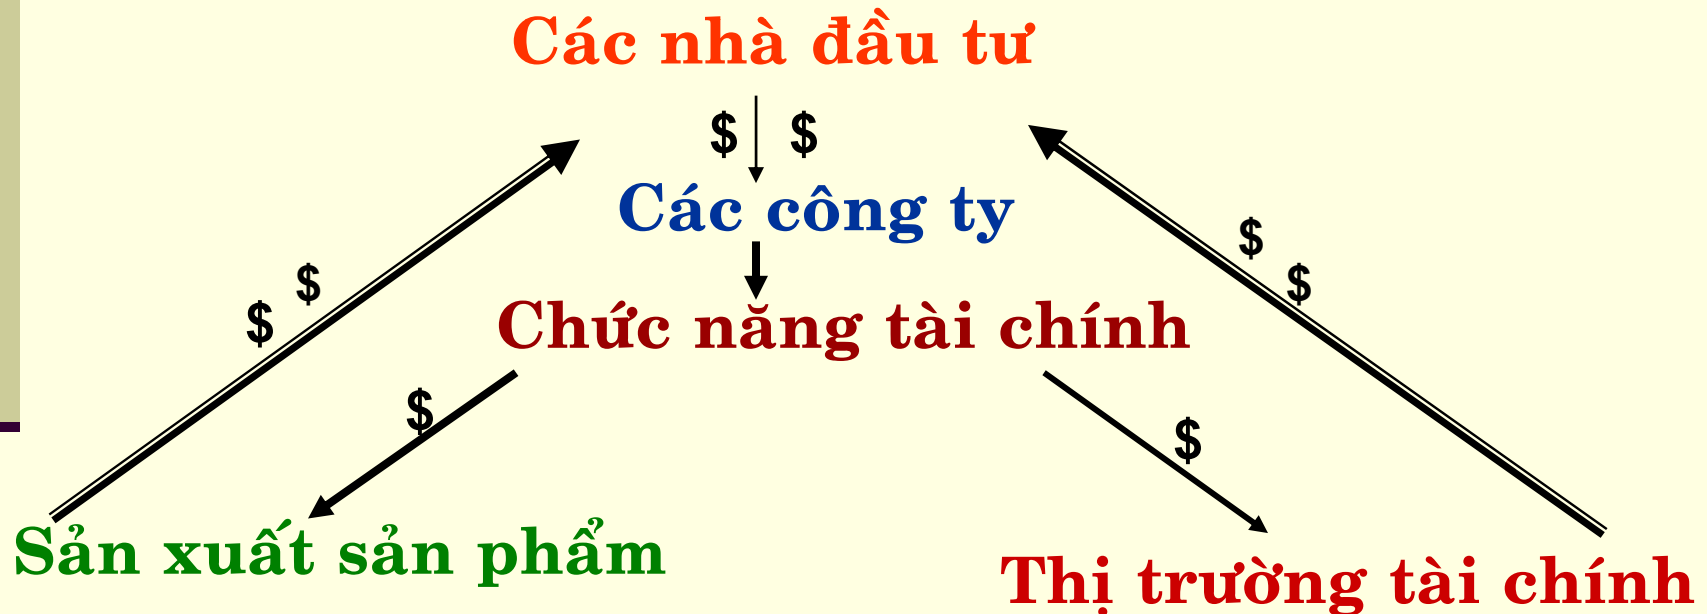 Các nhà đầu tư
$ $
Các công ty
$
$
$
$
Chức năng tài chính
$
$
Sản xuất sản phẩm
Thị trường tài chính